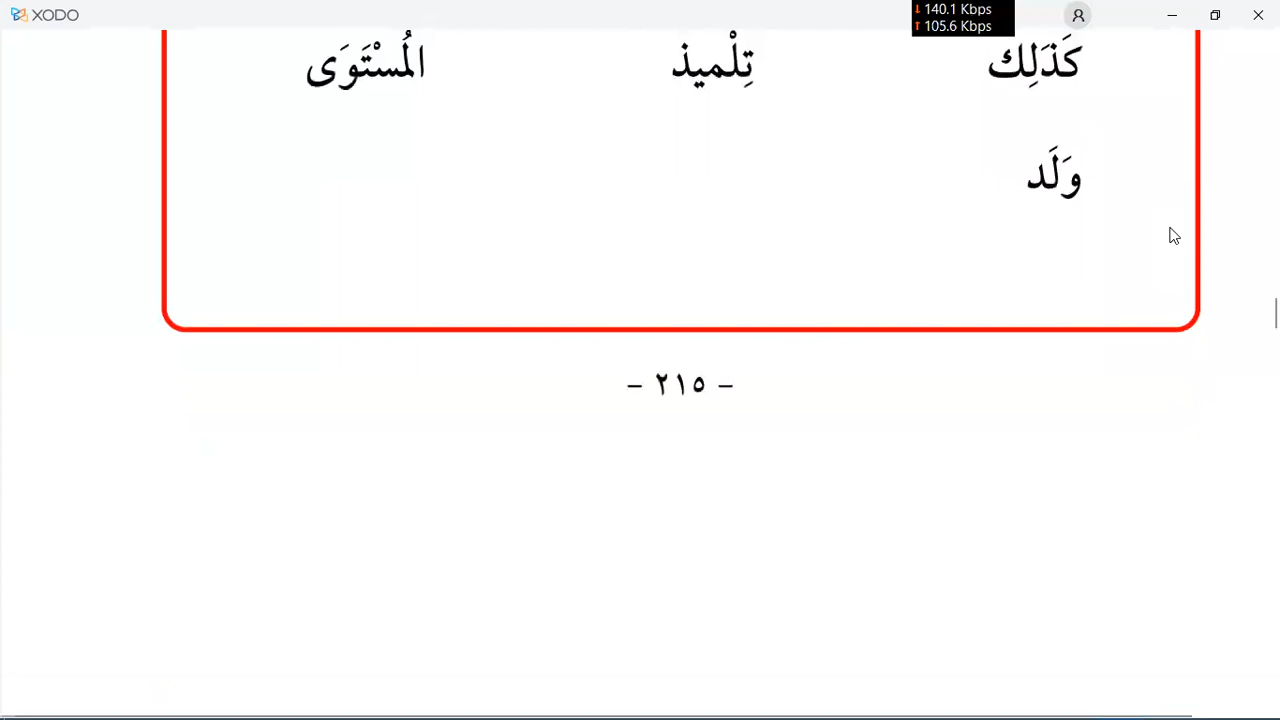 XODO
↓ 140.1 Kbps
↑ 105.6 Kbps
كَذَلِك تِلْميذ المُسْتَوَى
وَلَد
- ٢١٥ -